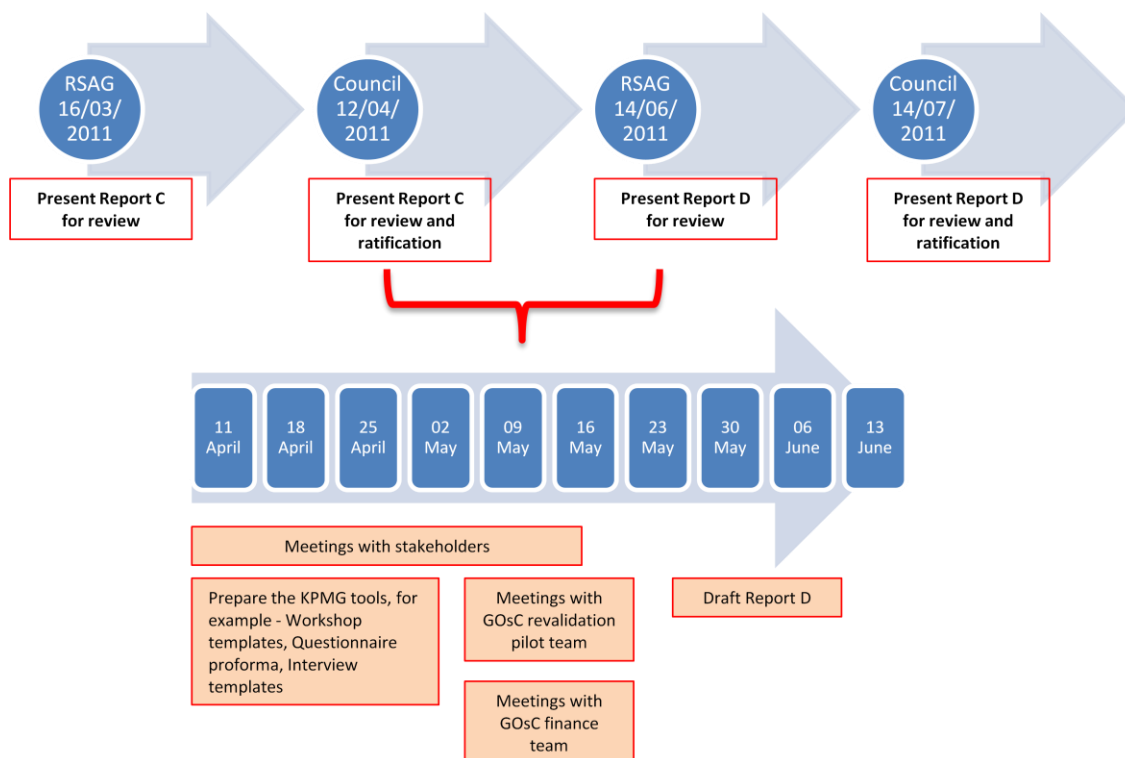 RSAG
16/03/
2011
Council
12/04/
2011
RSAG
14/06/
2011
Council
14/07/
2011
Present Report C
for review
Present Report C
for review and
ratification
Present Report D
for review
Present Report D
for review and
ratification
11
April
18
April
25
April
02
May
09
May
16
May
23
May
30
May
06
June
13
June
Meetings with stakeholders
Prepare the KPMG tools, for
example - Workshop
templates, Questionnaire
proforma, Interview
templates
Meetings with
GOsC revalidation
pilot team
Draft Report D
Meetings with
GOsC finance
team